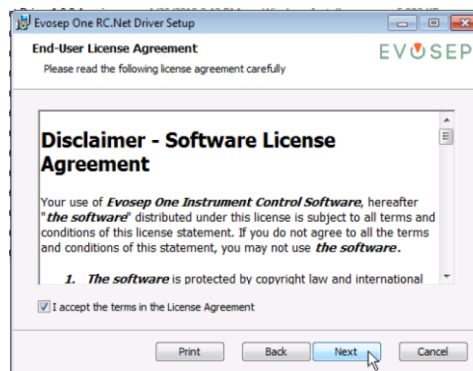 Evosep One RC.Net Driver Setup
End-User License Agreement
EVOSEP
Please read the following license agreement carefully
Disclaimer - Software License
Agreement
Your use of Evosep One Instrument Control Software, hereafter
"the software" distributed under this license is subject to all terms and
conditions of this license statement. If you do not agree to all the terms
and conditions of this statement, you may not use the software.
1. The software is protected by copyright law and international
I accept the terms in the License Agreement
Print Back Next Cancel